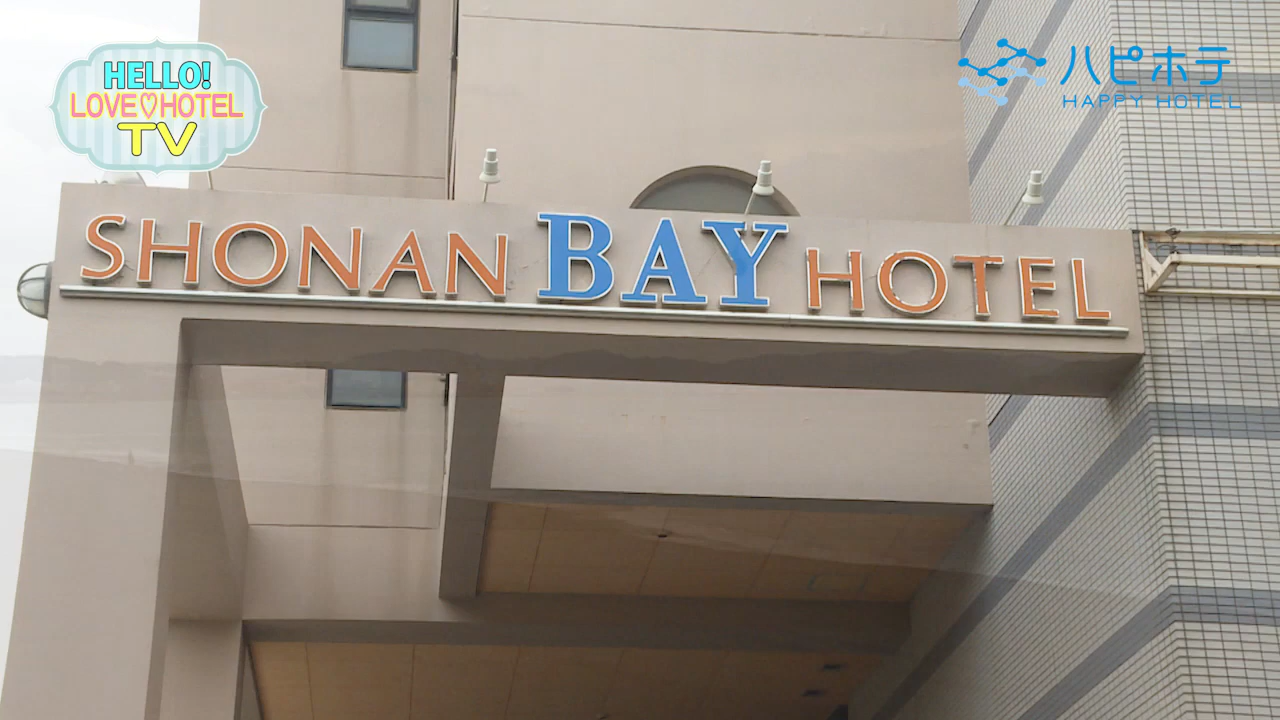 HELLO!
LOVE♡HOTEL
TV
ハピホテ
HAPPY HOTEL
SHONAN BAY HOTEL